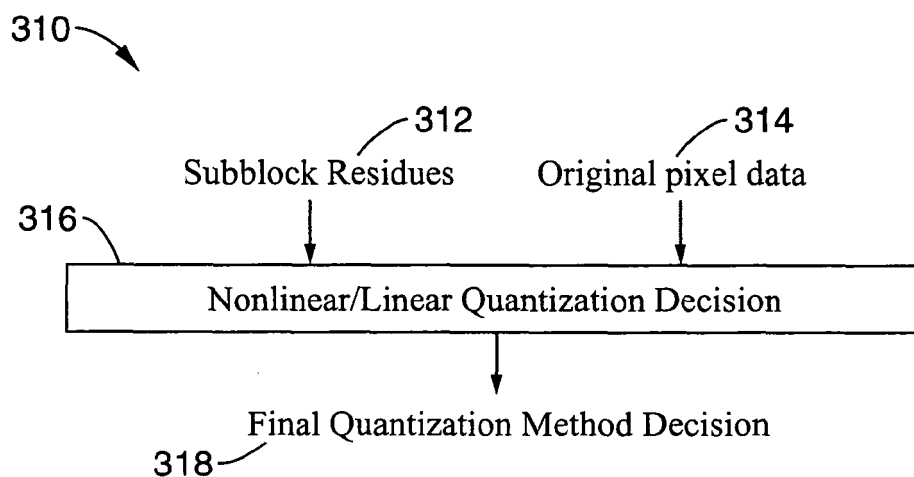 310
312
314
Subblock Residues
Original pixel data
316
Nonlinear/Linear Quantization Decision
Final Quantization Method Decision
318